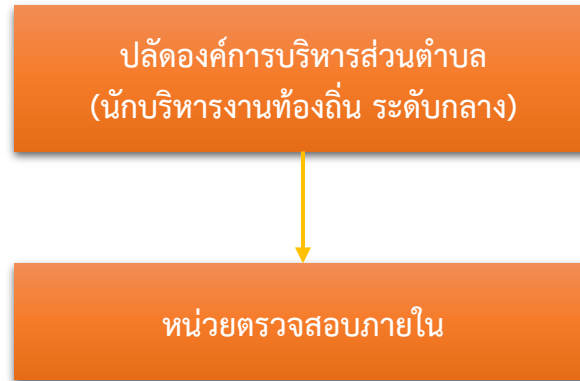 ปลัดองค์การบริหารส่วนตำบล
(นักบริหารงานท้องถิ่น ระดับกลาง)
หน่วยตรวจสอบภายใน